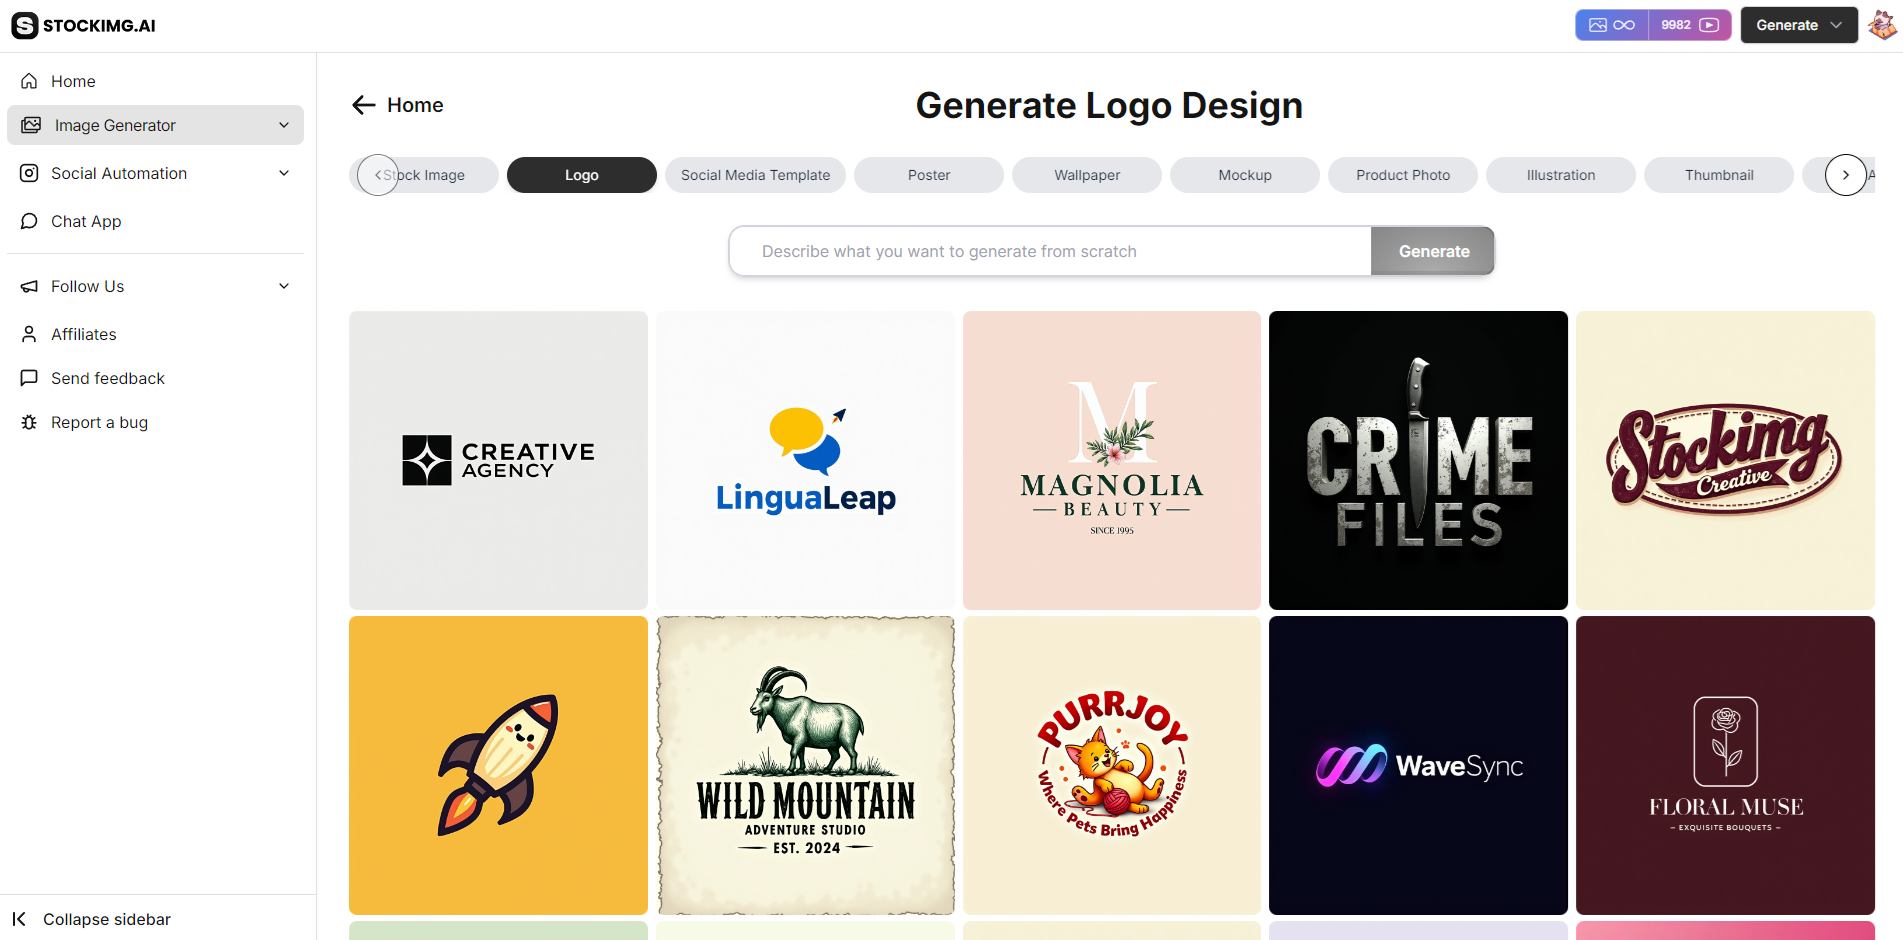 STOCKIMG.AI
9982
Generate
Home
Image Generator
Social Automation
Chat App
Follow Us
Affiliates
Send feedback
Report a bug
Collapse sidebar
Home
Generate Logo Design
Stock Image
Logo
Social Media Template
Poster
Wallpaper
Mockup
Product Photo
Illustration
Thumbnail
Describe what you want to generate from scratch
Generate
CREATIVE
AGENCY
LinguaLeap
M
MAGNOLIA
BEAUTY
SINCE 1995
CRIME
FILES
Stockimg
Creative
WILD MOUNTAIN
ADVENTURE STUDIO
EST. 2024
PURRJOY
Where Pets Bring Happiness
WaveSync
FLORAL MUSE
– EXQUISITE BOUQUETS –